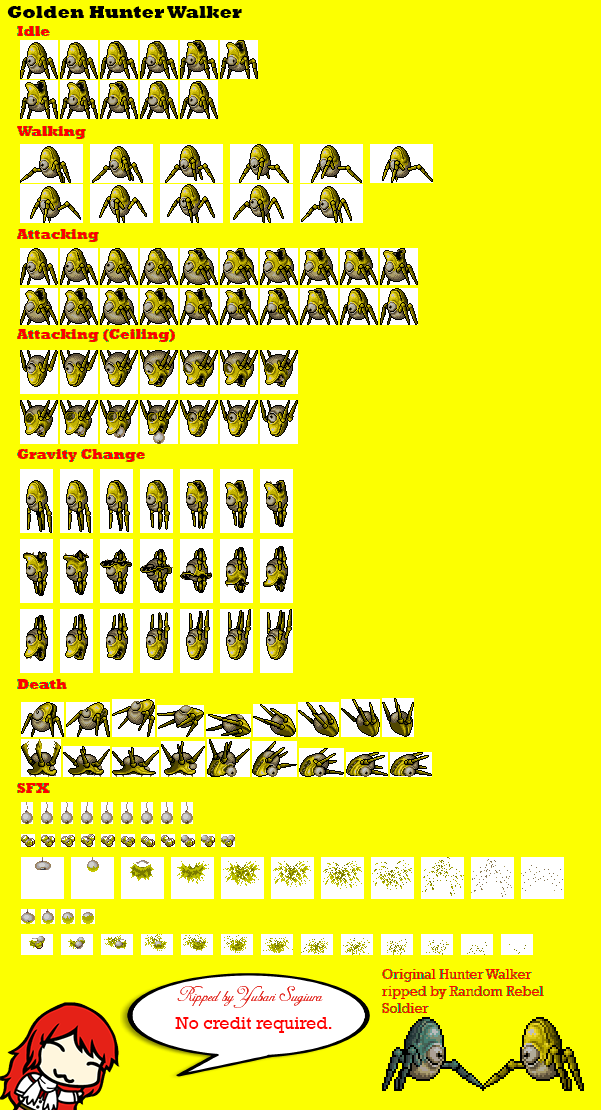 Golden Hunter Walker
Idle
Walking
Attacking
Attacking (Ceiling)
Gravity Change
Death
SFX
Ripped by Yubari Sugiura
No credit required.
Original Hunter Walker
ripped by Random Rebel
Soldier